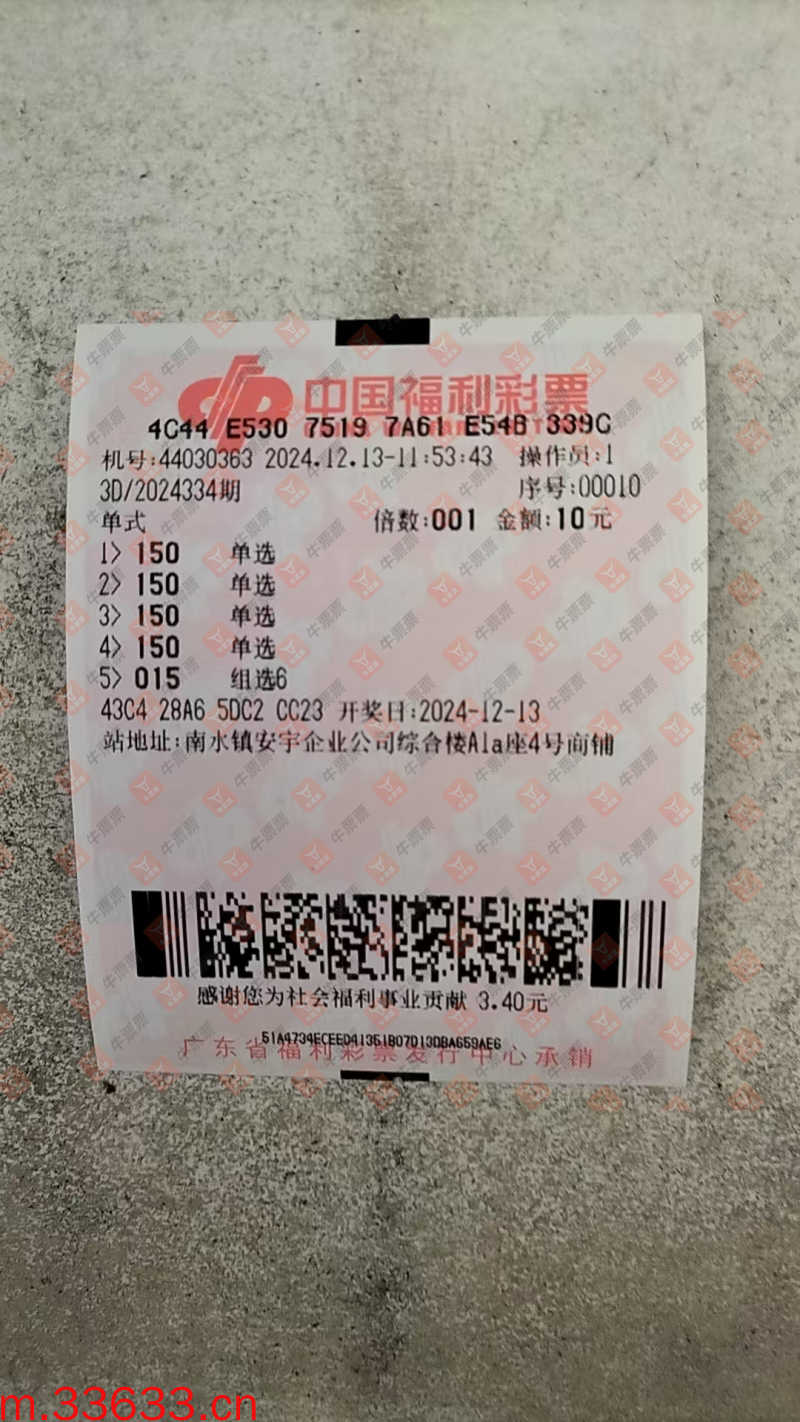 中国福利彩票
4C44 E530 7519 7A61 E54B 339C
机号:44030363 2024.12.13-11:53:43 操作员:1
3D/2024334期 序号:00010
单式 倍数:001 金额:10元
1> 150 单选
2> 150 单选
3> 150 单选
4> 150 单选
5> 015 组选6
43C4 28A6 5DC2 CC23 开奖日:2024-12-13
站地址:南水镇安宇企业公司综合楼A1a座4号商铺
感谢您为社会福利事业贡献 3.40元
广东省福利彩票发行中心承销
牛票票
m.33633.cn